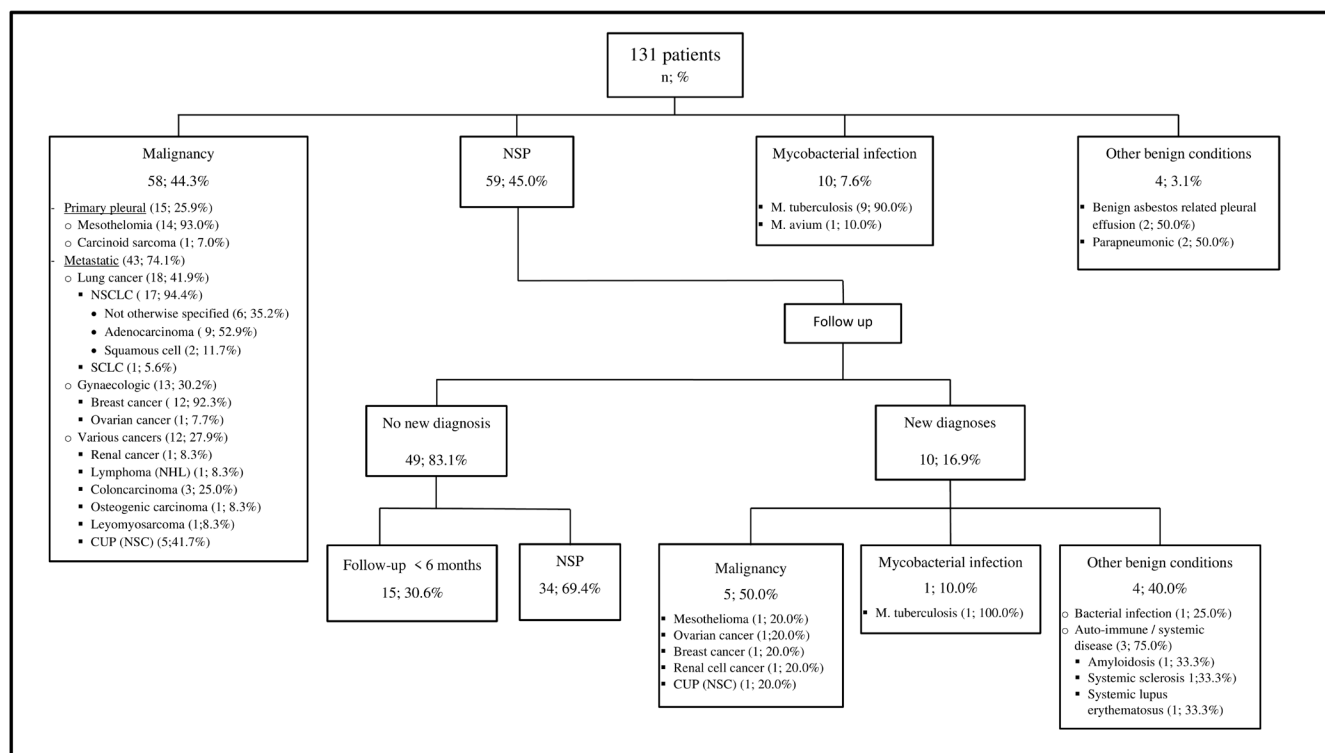 131 patients
n; %
Malignancy
58; 44.3%
- Primary pleural (15; 25.9%)
o Mesothelomia (14; 93.0%)
o Carcinoid sarcoma (1; 7.0%)
- Metastatic (43; 74.1%)
o Lung cancer (18; 41.9%)
▪ NSCLC ( 17; 94.4%)
• Not otherwise specified (6; 35.2%)
• Adenocarcinoma ( 9; 52.9%)
• Squamous cell (2; 11.7%)
▪ SCLC (1; 5.6%)
o Gynaecologic (13; 30.2%)
▪ Breast cancer ( 12; 92.3%)
▪ Ovarian cancer (1; 7.7%)
o Various cancers (12; 27.9%)
▪ Renal cancer (1; 8.3%)
▪ Lymphoma (NHL) (1; 8.3%)
▪ Coloncarcinoma (3; 25.0%)
▪ Osteogenic carcinoma (1; 8.3%)
▪ Leyomyosarcoma (1;8.3%)
▪ CUP (NSC) (5;41.7%)
NSP
59; 45.0%
Mycobacterial infection
10; 7.6%
▪ M. tuberculosis (9; 90.0%)
▪ M. avium (1; 10.0%)
Other benign conditions
4; 3.1%
▪ Benign asbestos related pleural
effusion (2; 50.0%)
▪ Parapneumonic (2; 50.0%)
Follow up
No new diagnosis
49; 83.1%
New diagnoses
10; 16.9%
Follow-up < 6 months
15; 30.6%
NSP
34; 69.4%
Malignancy
5; 50.0%
▪ Mesothelioma (1; 20.0%)
▪ Ovarian cancer (1;20.0%)
▪ Breast cancer (1; 20.0%)
▪ Renal cell cancer (1; 20.0%)
▪ CUP (NSC) (1; 20.0%)
Mycobacterial infection
1; 10.0%
▪ M. tuberculosis (1; 100.0%)
Other benign conditions
4; 40.0%
o Bacterial infection (1; 25.0%)
o Auto-immune / systemic
disease (3; 75.0%)
▪ Amyloidosis (1; 33.3%)
▪ Systemic sclerosis 1;33.3%)
▪ Systemic lupus
erythematosus (1; 33.3%)